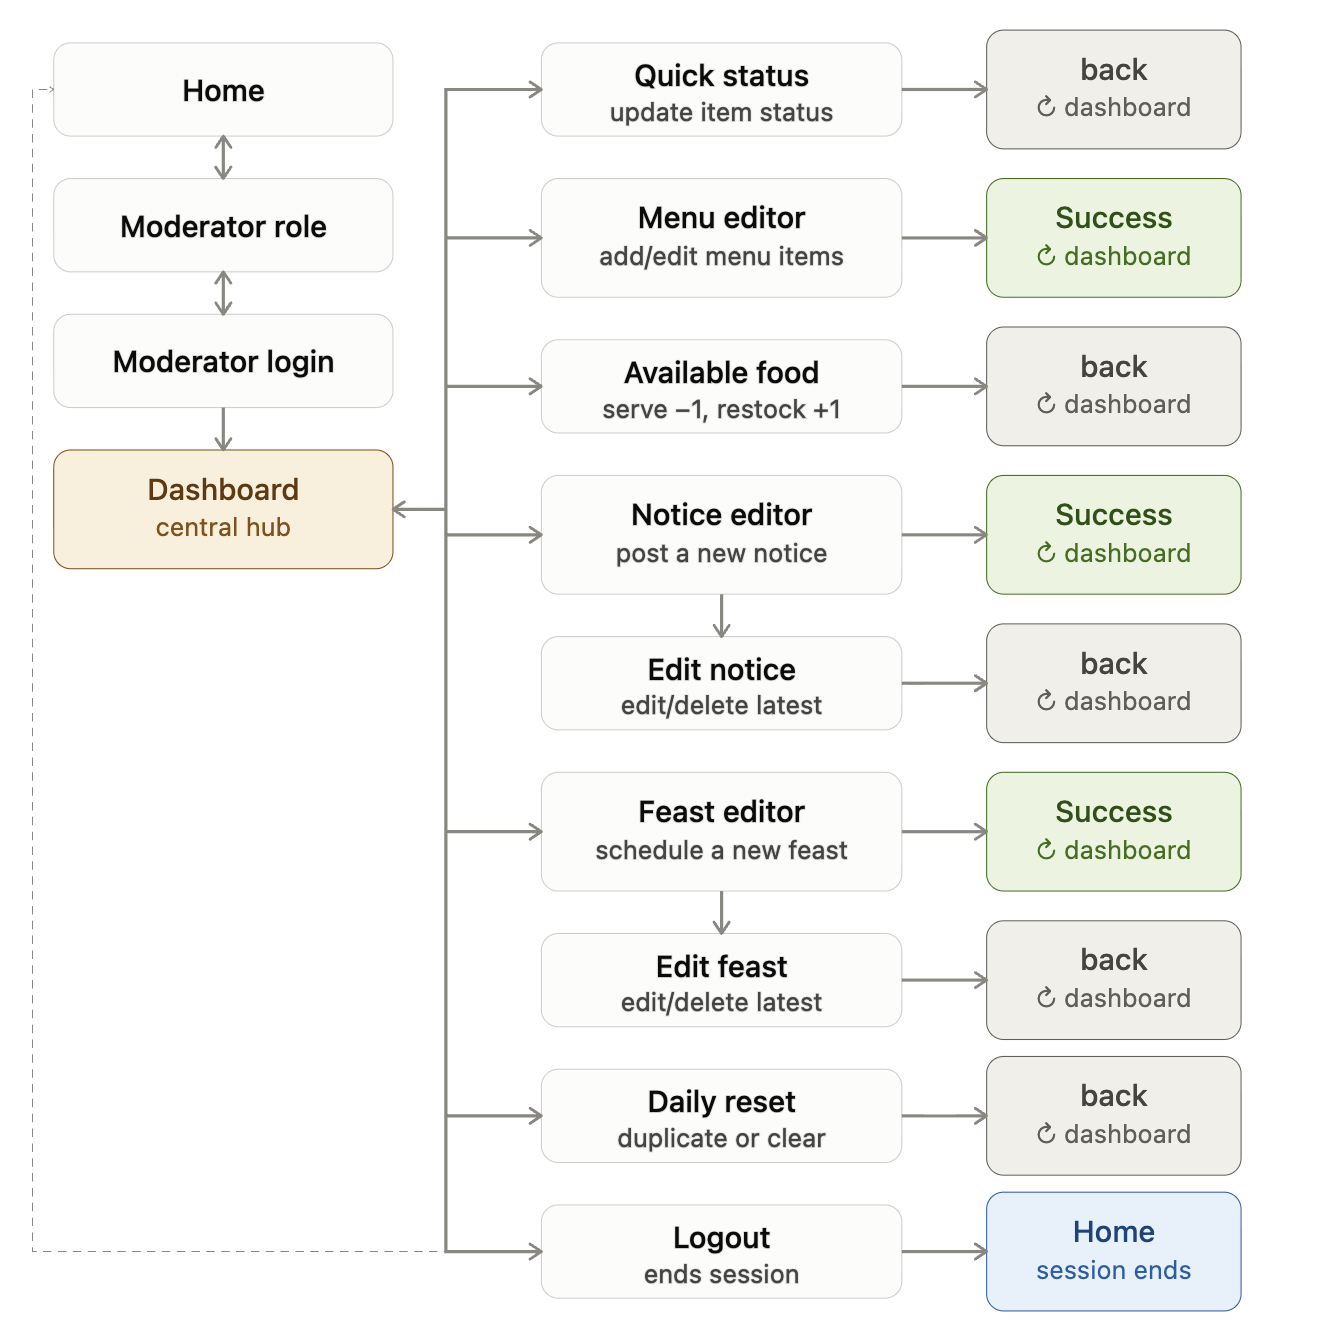 Home
Moderator role
Moderator login
Dashboard
central hub
Quick status
update item status
back
↻ dashboard
Menu editor
add/edit menu items
Success
↻ dashboard
Available food
serve −1, restock +1
back
↻ dashboard
Notice editor
post a new notice
Success
↻ dashboard
Edit notice
edit/delete latest
back
↻ dashboard
Feast editor
schedule a new feast
Success
↻ dashboard
Edit feast
edit/delete latest
back
↻ dashboard
Daily reset
duplicate or clear
back
↻ dashboard
Logout
ends session
Home
session ends